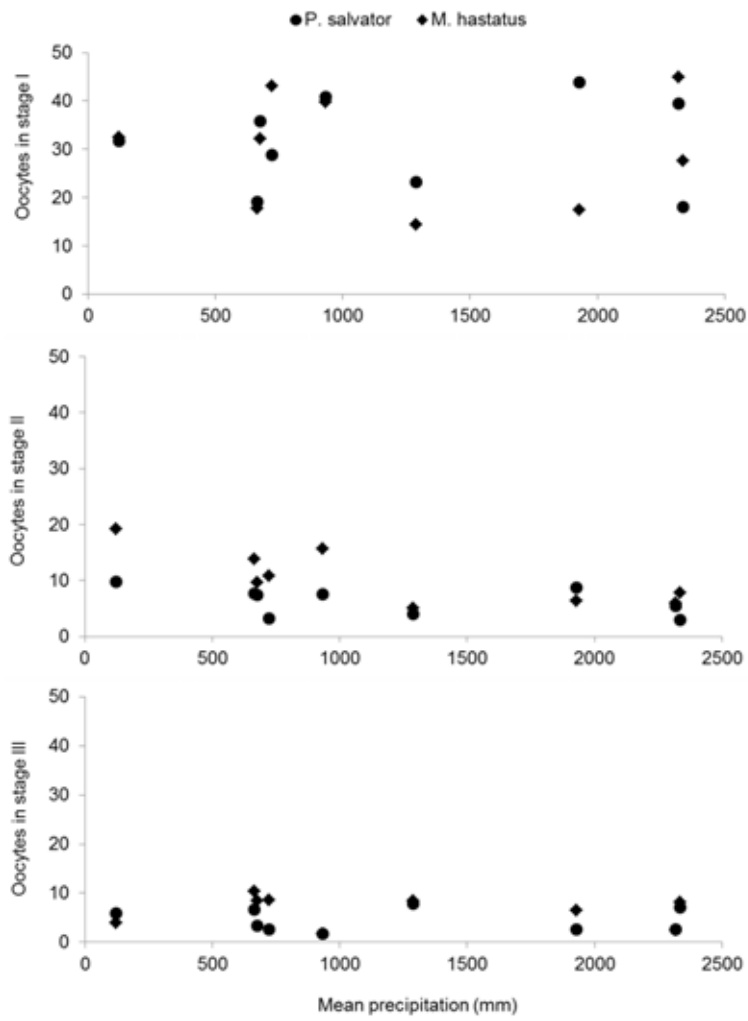 P. salvator M. hastatus
Oocytes in stage I
50
40
30
20
10
0
0 500 1000 1500 2000 2500
Oocytes in stage II
50
40
30
20
10
0
0 500 1000 1500 2000 2500
Oocytes in stage III
50
40
30
20
10
0
0 500 1000 1500 2000 2500
Mean precipitation (mm)